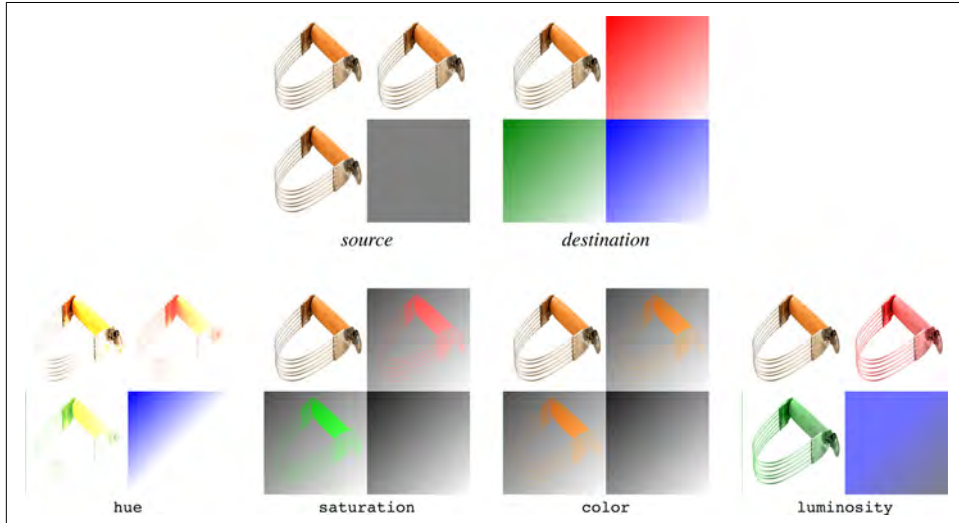 source
destination
hue
saturation
color
luminosity